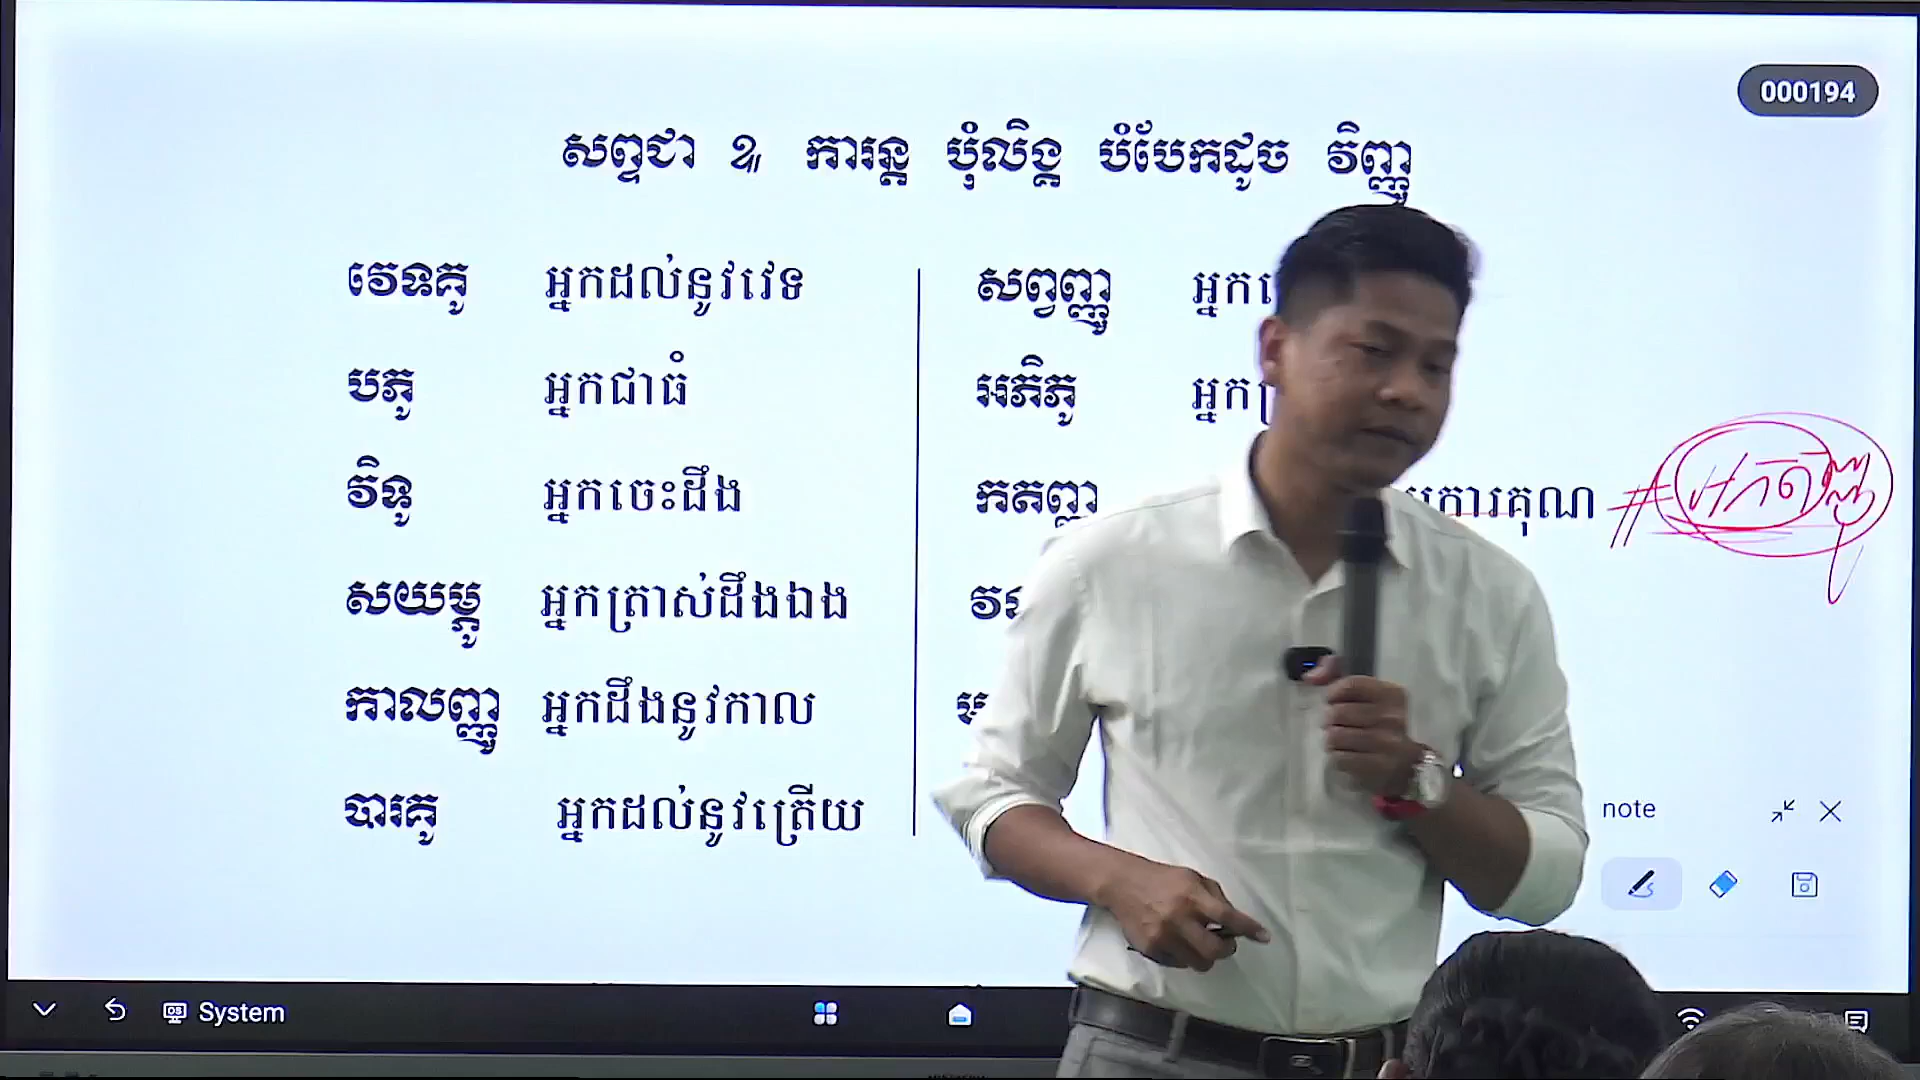 000194
សព្ទជា ឩ ការន្ត បុំលិង្គ បំបែកដូច វិញ្ញូ
វេទគូ អ្នកដល់នូវវេទ
បភូ អ្នកជាធំ
វិទូ អ្នកចេះដឹង
សយម្ភូ អ្នកត្រាស់ដឹងឯង
កាលញ្ញូ អ្នកដឹងនូវកាល
បារគូ អ្នកដល់នូវត្រើយ
សព្វញ្ញូ
អភិភូ
កតញ្ញូ ការគុណ # អកតញ្ញូ
note
System